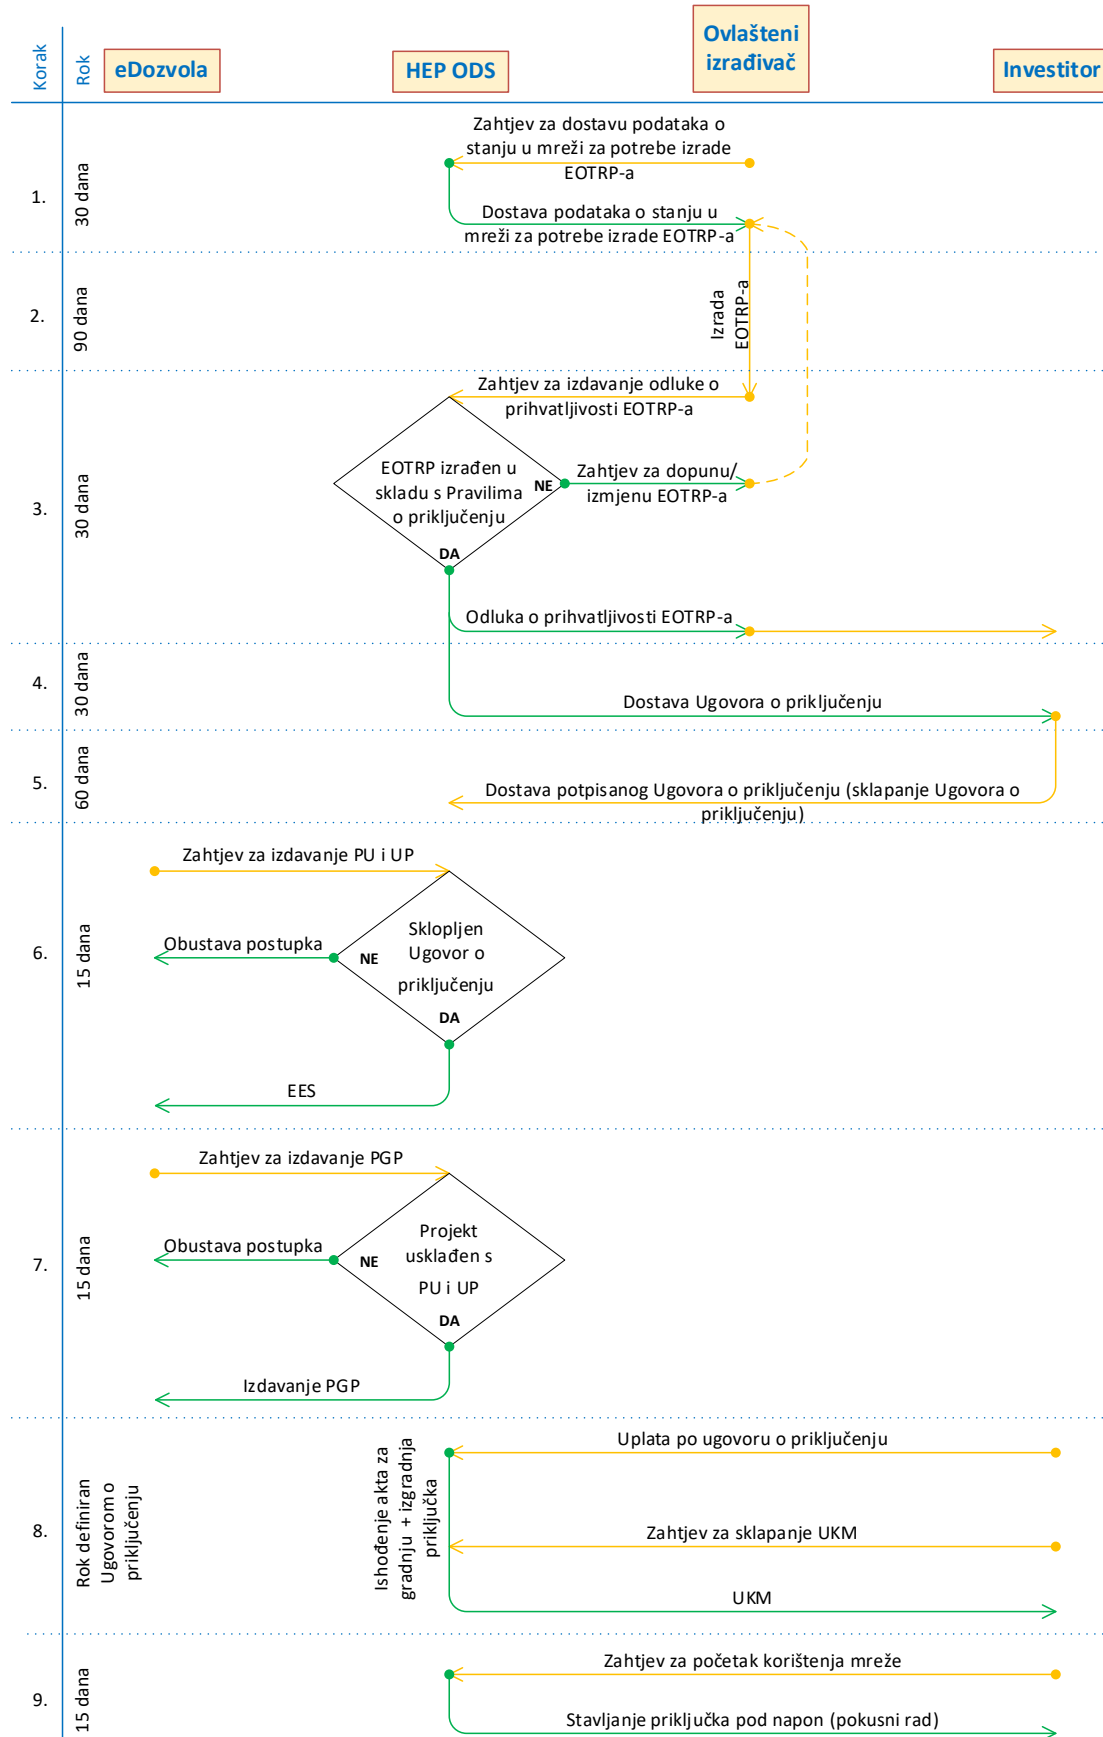 Korak
Rok
eDozvola
HEP ODS
Ovlašteni
izrađivač
Investitor
1.
30 dana
Zahtjev za dostavu podataka o
stanju u mreži za potrebe izrade
EOTRP-a
Dostava podataka o stanju u
mreži za potrebe izrade EOTRP-a
2.
90 dana
Izrada
EOTRP-a
3.
30 dana
Zahtjev za izdavanje odluke o
prihvatljivosti EOTRP-a
EOTRP izrađen u
skladu s Pravilima
o priključenju
NE
DA
Zahtjev za dopunu/
izmjenu EOTRP-a
Odluka o prihvatljivosti EOTRP-a
4.
30 dana
Dostava Ugovora o priključenju
5.
60 dana
Dostava potpisanog Ugovora o priključenju (sklapanje Ugovora o
priključenju)
6.
15 dana
Zahtjev za izdavanje PU i UP
Sklopljen
Ugovor o
priključenju
NE
DA
Obustava postupka
EES
7.
15 dana
Zahtjev za izdavanje PGP
Projekt
usklađen s
PU i UP
NE
DA
Obustava postupka
Izdavanje PGP
8.
Rok definiran
Ugovorom o
priključenju
Ishođenje akta za
gradnju + izgradnja
priključka
Uplata po ugovoru o priključenju
Zahtjev za sklapanje UKM
UKM
9.
15 dana
Zahtjev za početak korištenja mreže
Stavljanje priključka pod napon (pokusni rad)